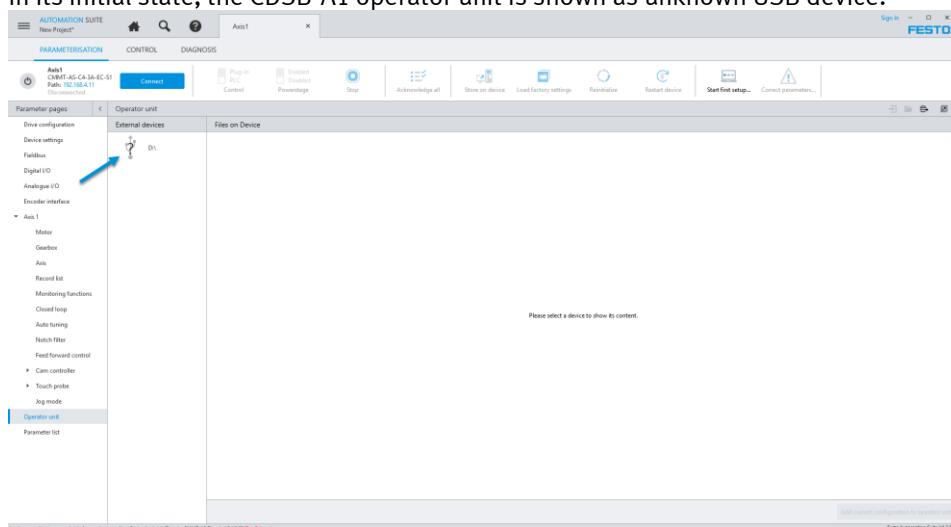 In its initial state, the CDSB-A1 operator unit is shown as unknown USB device.
AUTOMATION SUITE
New Project*
Axis1 ×
Sign in
FESTO
PARAMETERISATION CONTROL DIAGNOSIS
Axis1
CMMT-AS-C4-3A-EC-S1
Path: 192.168.4.11
Disconnected
Connect
Plug-in
PLC
Control
Enabled
Disabled
Powerstage
Stop
Acknowledge all
Store on device
Load factory settings
Reinitialize
Restart device
Start first setup...
Correct parameters...
Parameter pages <
Operator unit
Drive configuration
External devices
Files on Device
Device settings
D:\
Fieldbus
Digital I/O
Analogue I/O
Encoder interface
Axis 1
Motor
Gearbox
Axis
Record list
Monitoring functions
Closed loop
Please select a device to show its content.
Auto tuning
Notch filter
Feed forward control
Cam controller
Touch probe
Jog mode
Operator unit
Parameter list
Add current configuration to operator